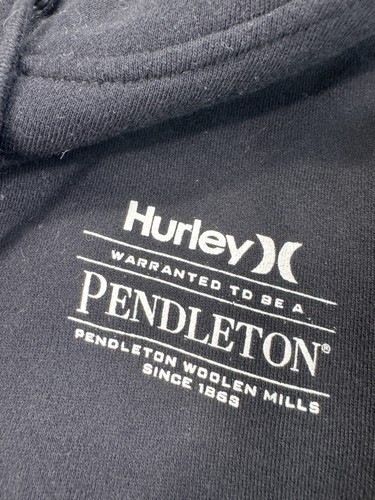 Hurley
WARRANTED TO BE A
PENDLETON®
PENDLETON WOOLEN MILLS
SINCE 1863